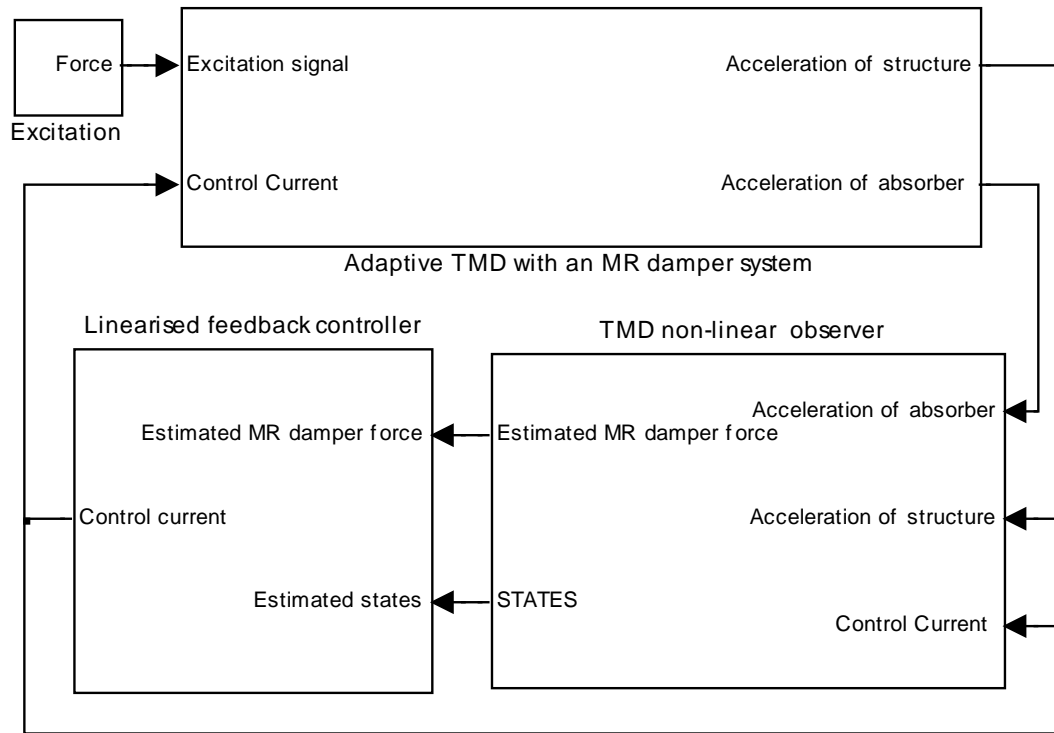 Force
Excitation signal
Acceleration of structure
Excitation
Control Current
Acceleration of absorber
Adaptive TMD with an MR damper system
Linearised feedback controller
TMD non-linear observer
Acceleration of absorber
Estimated MR damper force
Estimated MR damper force
Control current
Acceleration of structure
Estimated states
STATES
Control Current